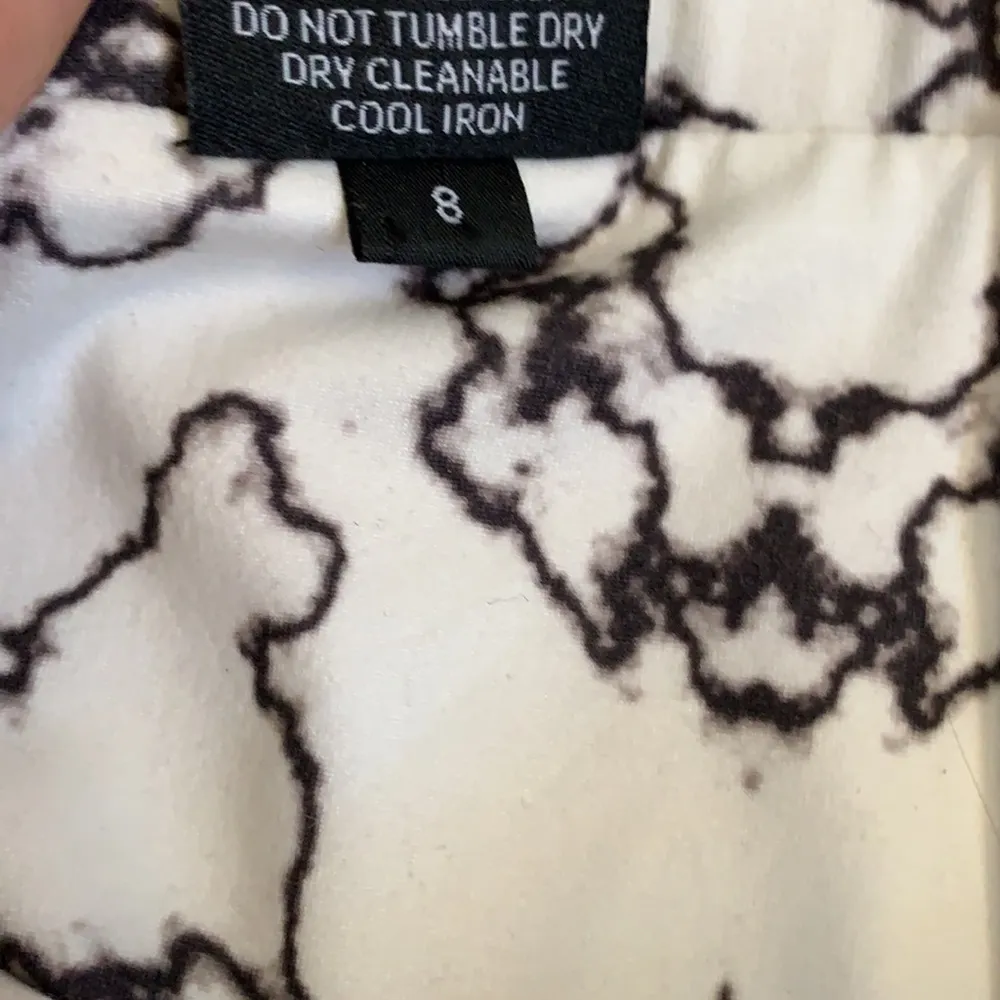 DO NOT TUMBLE DRY
DRY CLEANABLE
COOL IRON
8